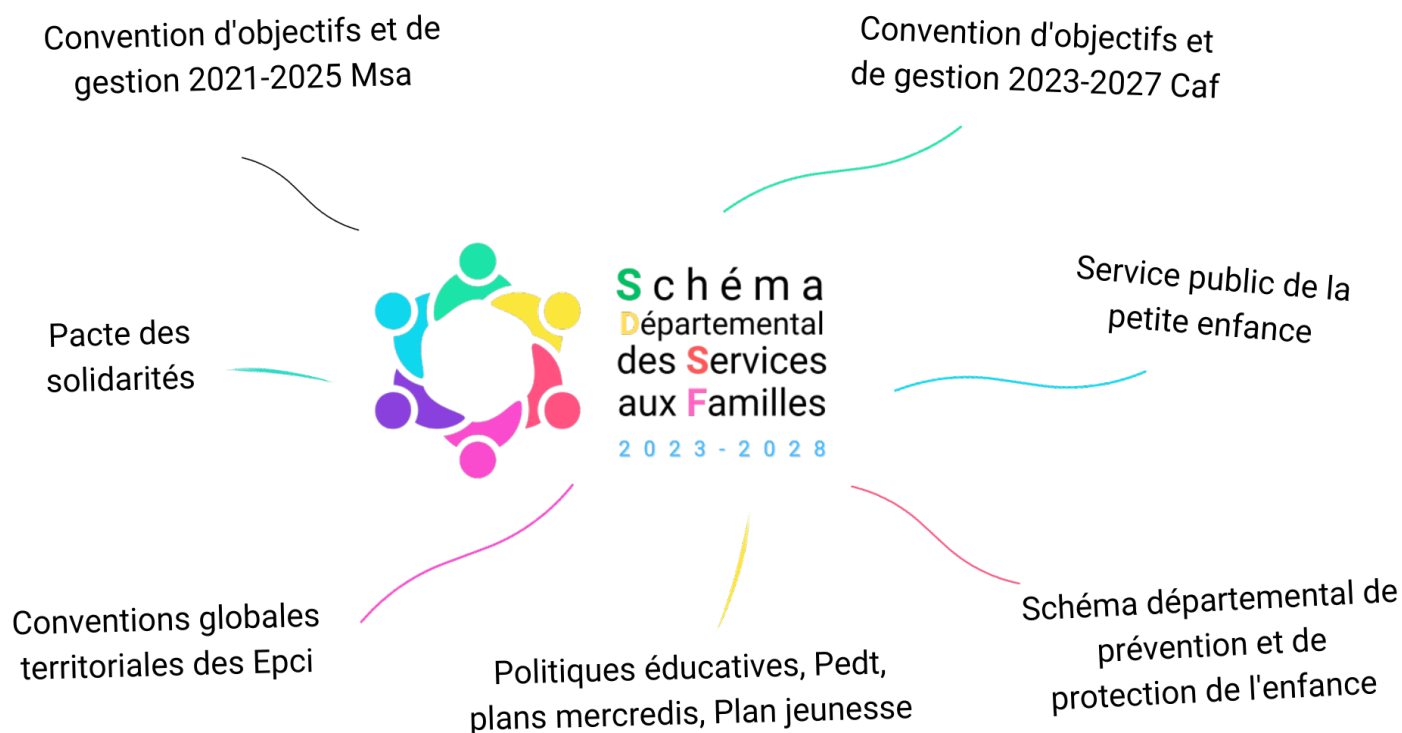 Convention d'objectifs et de
gestion 2021-2025 Msa
Convention d'objectifs et
de gestion 2023-2027 Caf
Pacte des
solidarités
Schéma
Départemental
des Services
aux Familles
2023-2028
Service public de la
petite enfance
Conventions globales
territoriales des Epci
Politiques éducatives, Pedt,
plans mercredis, Plan jeunesse
Schéma départemental de
prévention et de
protection de l'enfance